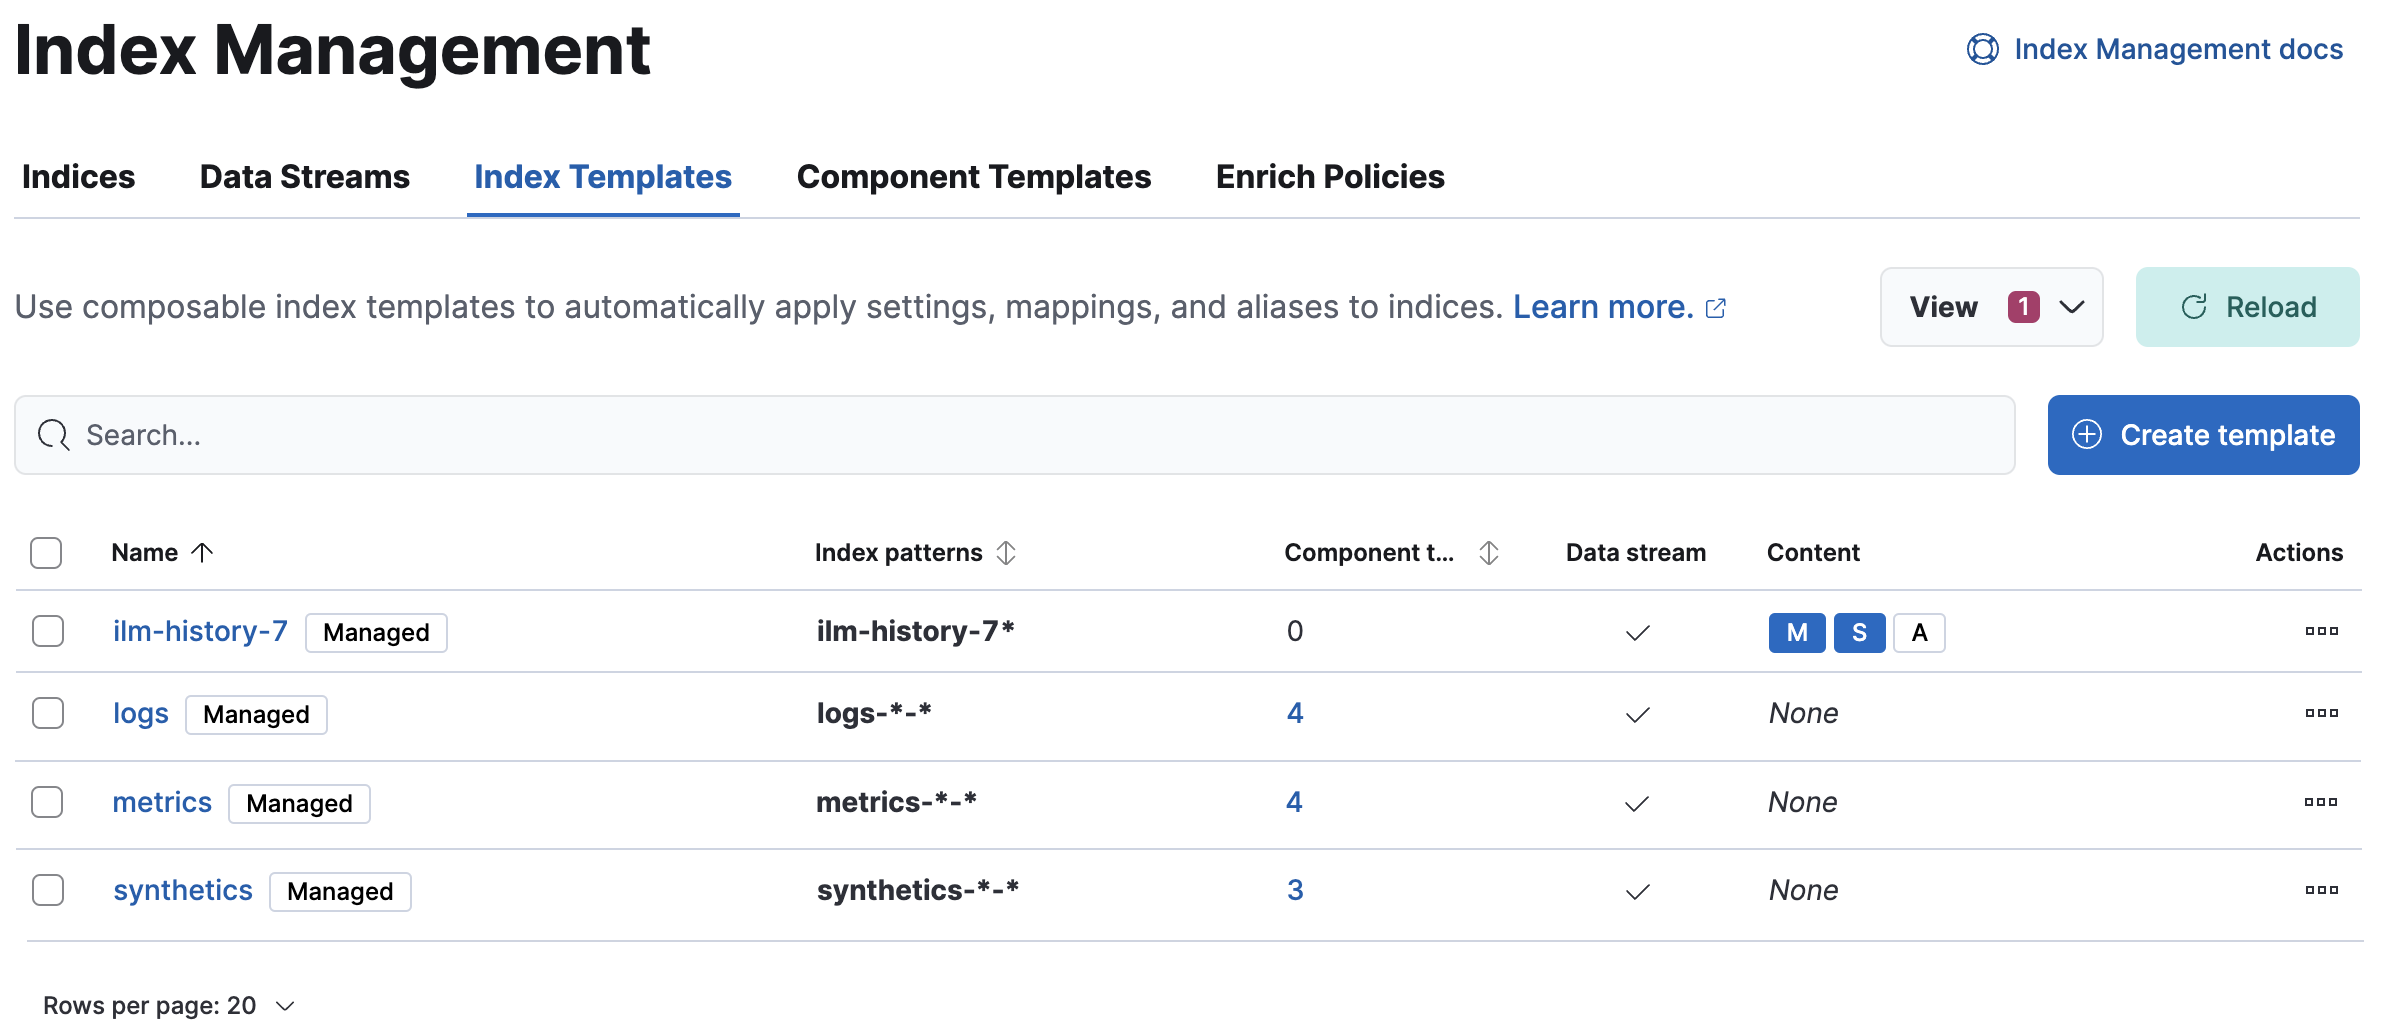 Index Management
Index Management docs
Indices Data Streams Index Templates Component Templates Enrich Policies
Use composable index templates to automatically apply settings, mappings, and aliases to indices. Learn more.
View 1
Reload
Search...
Create template
Name Index patterns Component t... Data stream Content Actions
ilm-history-7 Managed ilm-history-7* 0 M S A
logs Managed logs-*-* 4 None
metrics Managed metrics-*-* 4 None
synthetics Managed synthetics-*-* 3 None
Rows per page: 20